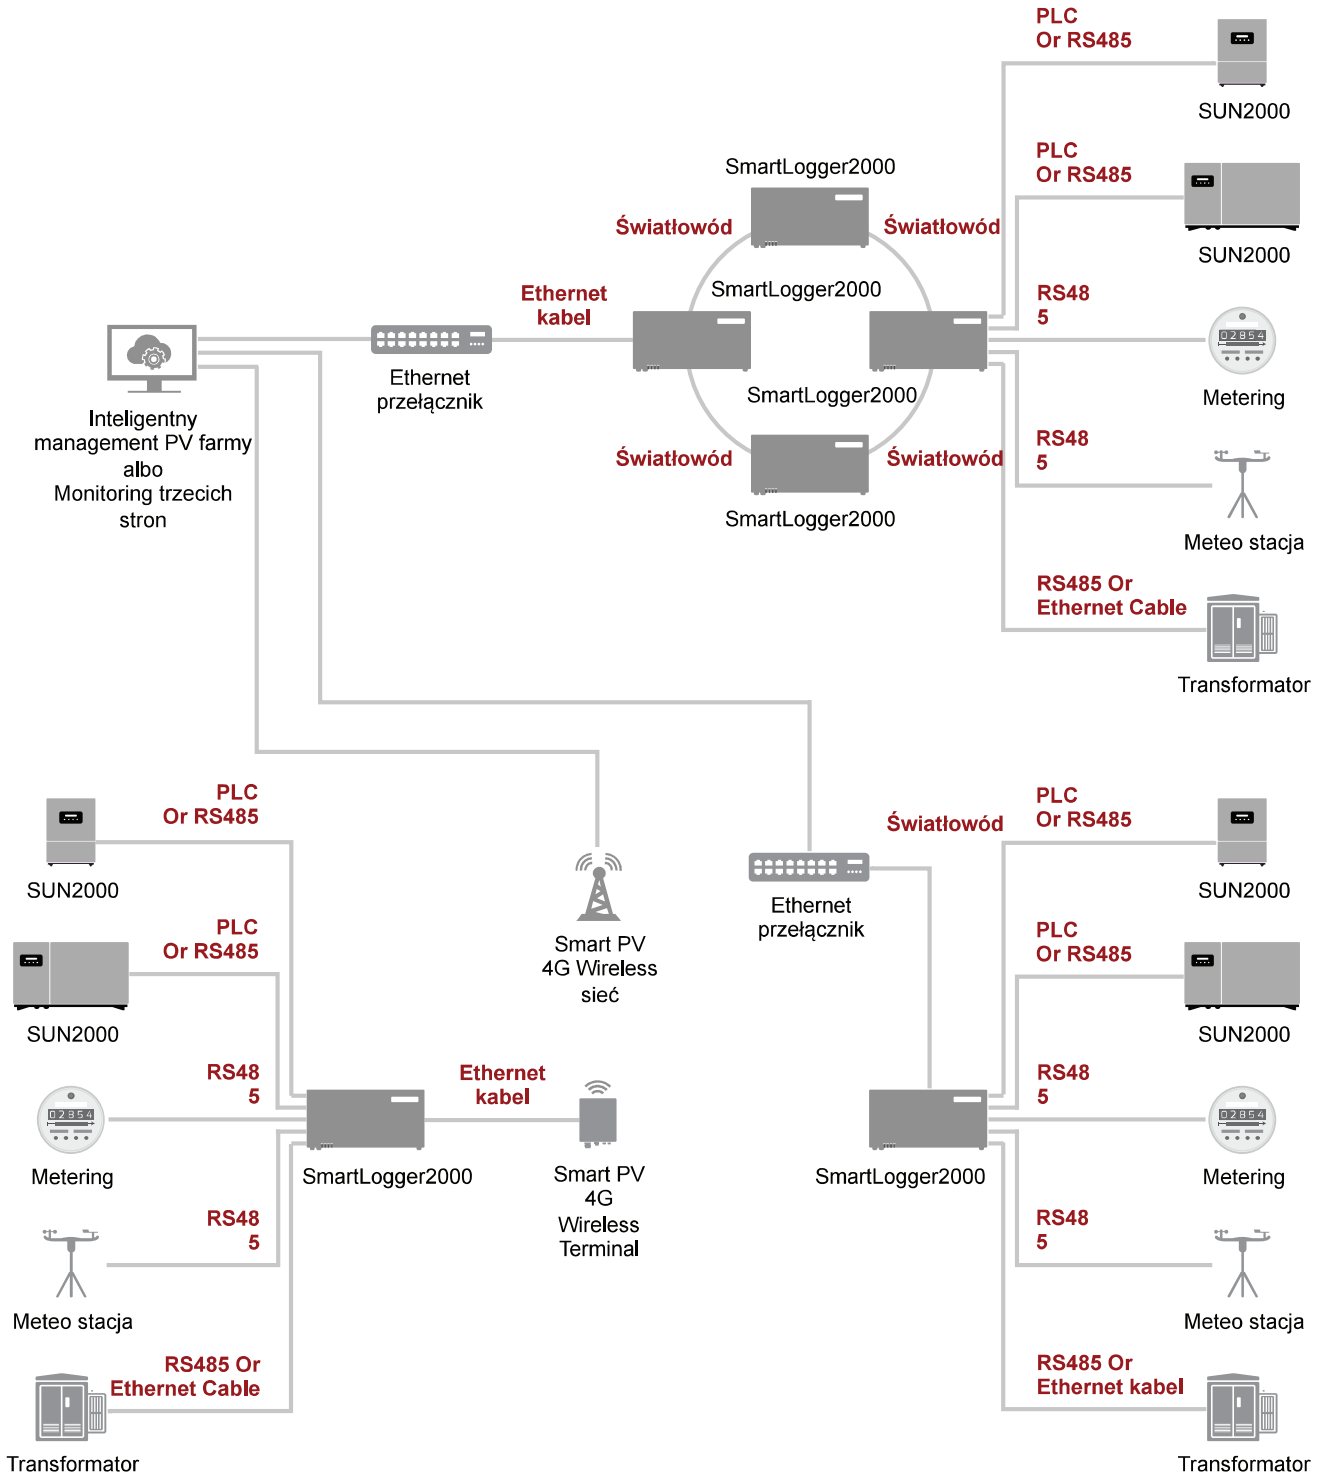 PLC
Or RS485
SUN2000
PLC
Or RS485
SUN2000
SmartLogger2000
Światłowód
Światłowód
SmartLogger2000
Ethernet
kabel
RS48
5
02854
Metering
Ethernet
przełącznik
SmartLogger2000
Inteligentny
management PV farmy
albo
Monitoring trzecich
stron
Światłowód
Światłowód
SmartLogger2000
RS48
5
Meteo stacja
RS485 Or
Ethernet Cable
Transformator
PLC
Or RS485
SUN2000
PLC
Or RS485
SUN2000
RS48
5
02854
Metering
RS48
5
Meteo stacja
RS485 Or
Ethernet Cable
Transformator
SmartLogger2000
Ethernet
kabel
Smart PV
4G Wireless
sieć
Smart PV
4G
Wireless
Terminal
Światłowód
Ethernet
przełącznik
SmartLogger2000
PLC
Or RS485
SUN2000
PLC
Or RS485
SUN2000
RS48
5
02854
Metering
RS48
5
Meteo stacja
RS485 Or
Ethernet kabel
Transformator